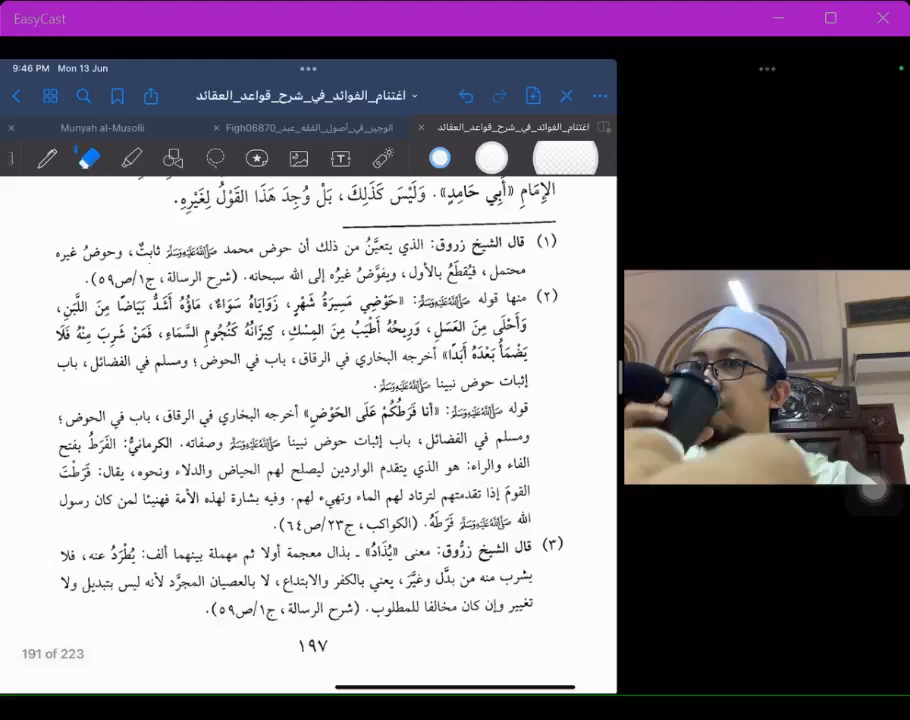 EasyCast
9:46 PM Mon 13 Jun
اغتنام_الفوائد_في_شرح_قواعد_العقائد
Munyah al-Musolli
الوجيز_في_أصول_الفقه_عبد_Figh06870
اغتنام_الفوائد_في_شرح_قواعد_العقائد
الإِمَامِ «أَبِي حَامِدٍ». وَلَيْسَ كَذَلِكَ، بَلْ وُجِدَ هَذَا القَوْلُ لِغَيْرِهِ.
(١) قال الشيخ زروق: الذي يتعيَّنُ من ذلك أن حوض محمد ﷺ ثابتٌ، وحوضُ غيره
محتمل، فيُقطَعُ بالأول، ويفوَّضُ غيرُه إلى الله سبحانه. (شرح الرسالة، ج١/ص٥٩).
(٢) منها قوله ﷺ: «حَوْضِي مَسِيرَةُ شَهْرٍ، زَوَايَاهُ سَوَاءٌ، مَاؤُهُ أَشَدُّ بَيَاضًا مِنَ اللَّبَنِ،
وَأَحْلَى مِنَ العَسَلِ، وَرِيحُهُ أَطْيَبُ مِنَ المِسْكِ، كِيزَانُهُ كَنُجُومِ السَّمَاءِ، فَمَنْ شَرِبَ مِنْهُ فَلَا
يَضْمَأُ بَعْدَهُ أَبَدًا» أخرجه البخاري في الرقاق، باب في الحوض؛ ومسلم في الفضائل، باب
إثبات حوض نبينا ﷺ.
قوله ﷺ: «أنا فَرَطُكُمْ عَلَى الحَوْضِ» أخرجه البخاري في الرقاق، باب في الحوض؛
ومسلم في الفضائل، باب إثبات حوض نبينا ﷺ وصفاته. الكرمانيُّ: الفَرَطُ بفتح
الفاء والراء: هو الذي يتقدم الواردين ليصلح لهم الحياض والدلاء ونحوه، يقال: فَرَطْتَ
القومَ إذا تقدمتهم لترتاد لهم الماء وتهيء لهم. وفيه بشارة لهذه الأمة فهنيئا لمن كان رسول
الله ﷺ فَرَطَهُ. (الكواكب، ج٢٣/ص٦٤).
(٣) قال الشيخ زرُّوق: معنى «يُذَادُ» ـ بذال معجمة أولا ثم مهملة بينهما ألف: يُطْرَدُ عنه، فلا
يشرب منه من بدَّل وغيَّرَ، يعني بالكفر والابتداع، لا بالعصيان المجرَّد لأنه ليس بتبديل ولا
تغيير وإن كان مخالفا للمطلوب. (شرح الرسالة، ج١/ص٥٩).
١٩٧
191 of 223